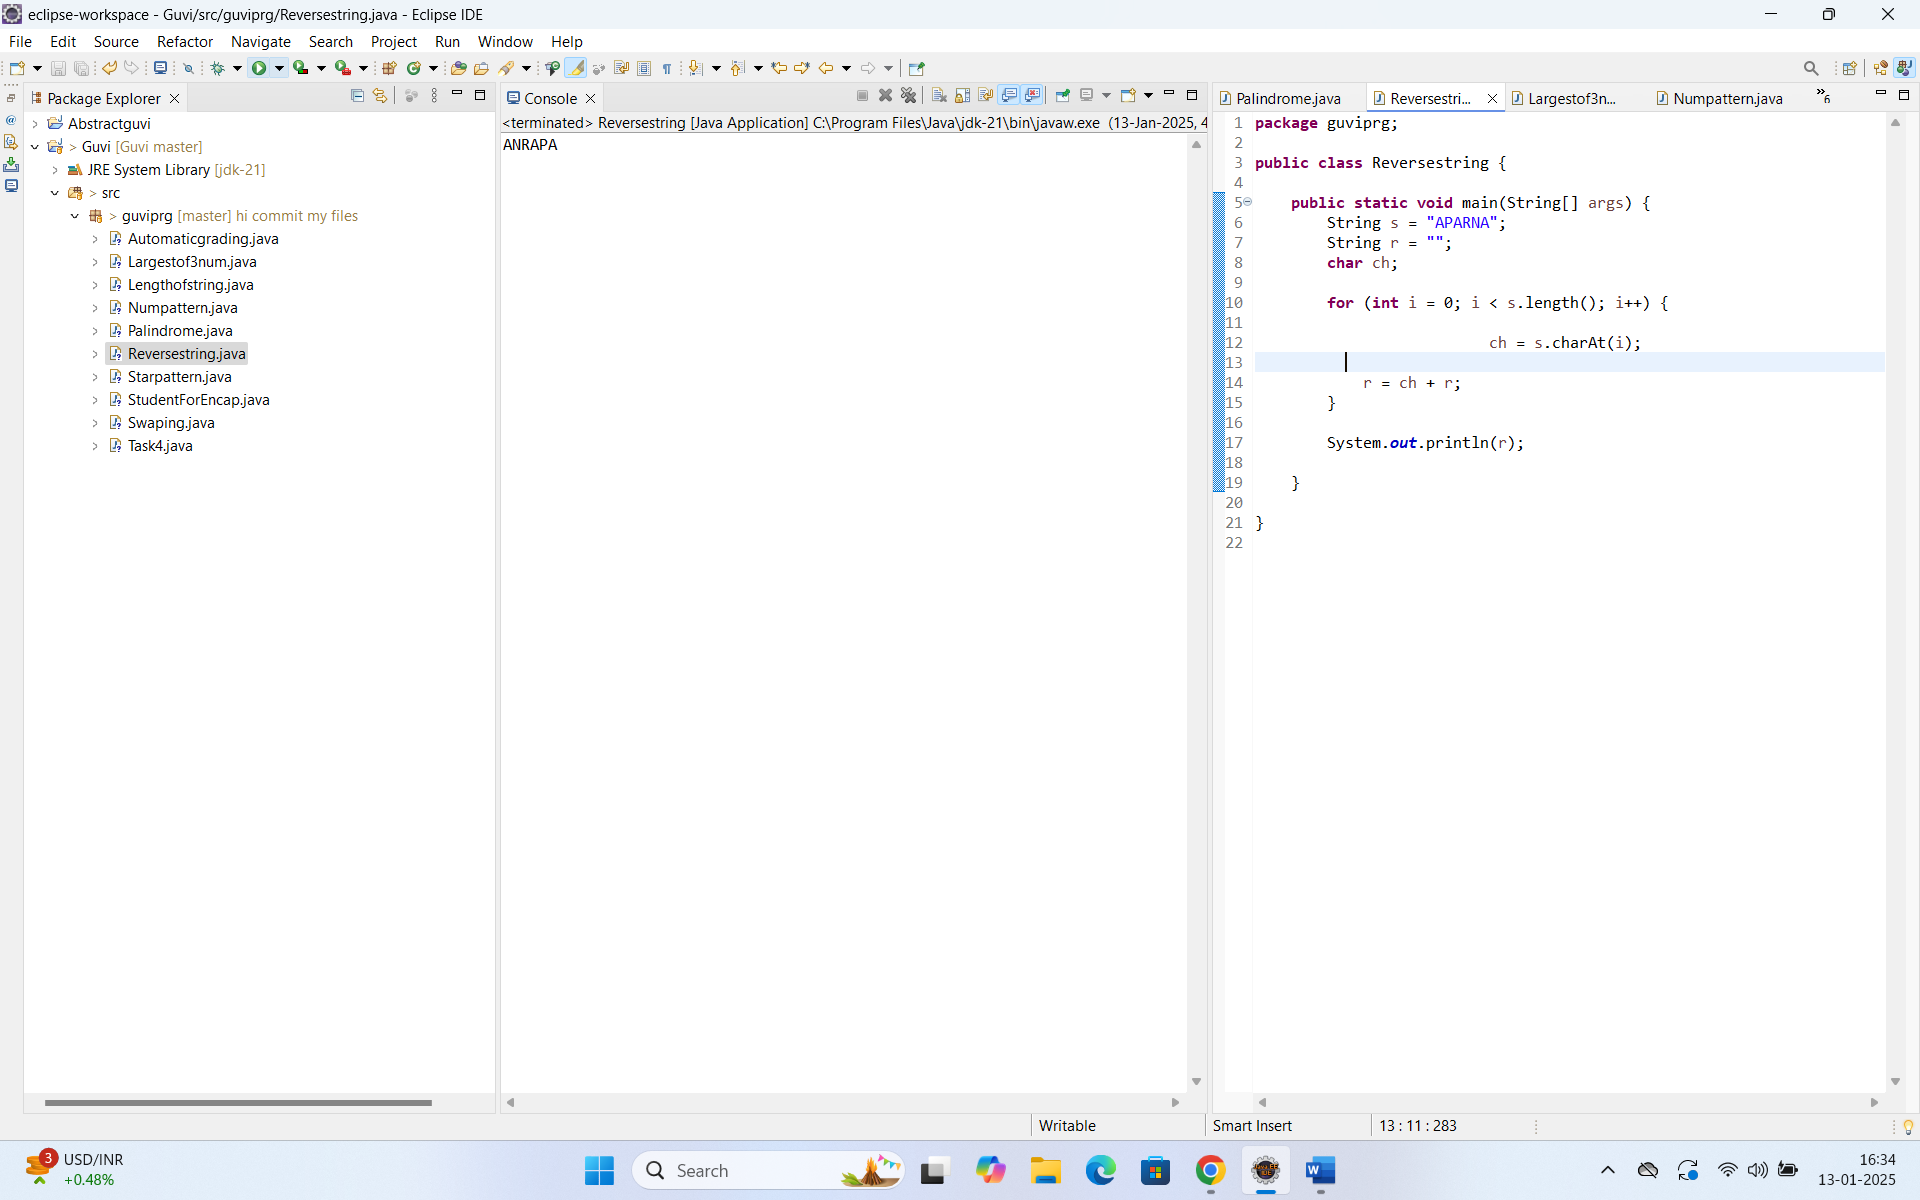 eclipse-workspace - Guvi/src/guviprg/Reversestring.java - Eclipse IDE
File Edit Source Refactor Navigate Search Project Run Window Help
Package Explorer
Abstractguvi
> Guvi [Guvi master]
JRE System Library [jdk-21]
> src
> guviprg [master] hi commit my files
Automaticgrading.java
Largestof3num.java
Lengthofstring.java
Numpattern.java
Palindrome.java
Reversestring.java
Starpattern.java
StudentForEncap.java
Swaping.java
Task4.java
Console
<terminated> Reversestring [Java Application] C:\Program Files\Java\jdk-21\bin\javaw.exe (13-Jan-2025, 4
ANRAPA
Palindrome.java Reversestri... Largestof3n... Numpattern.java »6
1 package guviprg;
2
3 public class Reversestring {
4
5 public static void main(String[] args) {
6 String s = "APARNA";
7 String r = "";
8 char ch;
9
10 for (int i = 0; i < s.length(); i++) {
11
12 ch = s.charAt(i);
13
14 r = ch + r;
15 }
16
17 System.out.println(r);
18
19 }
20
21 }
22
Writable Smart Insert 13 : 11 : 283
3 USD/INR
+0.48%
Search
16:34
13-01-2025